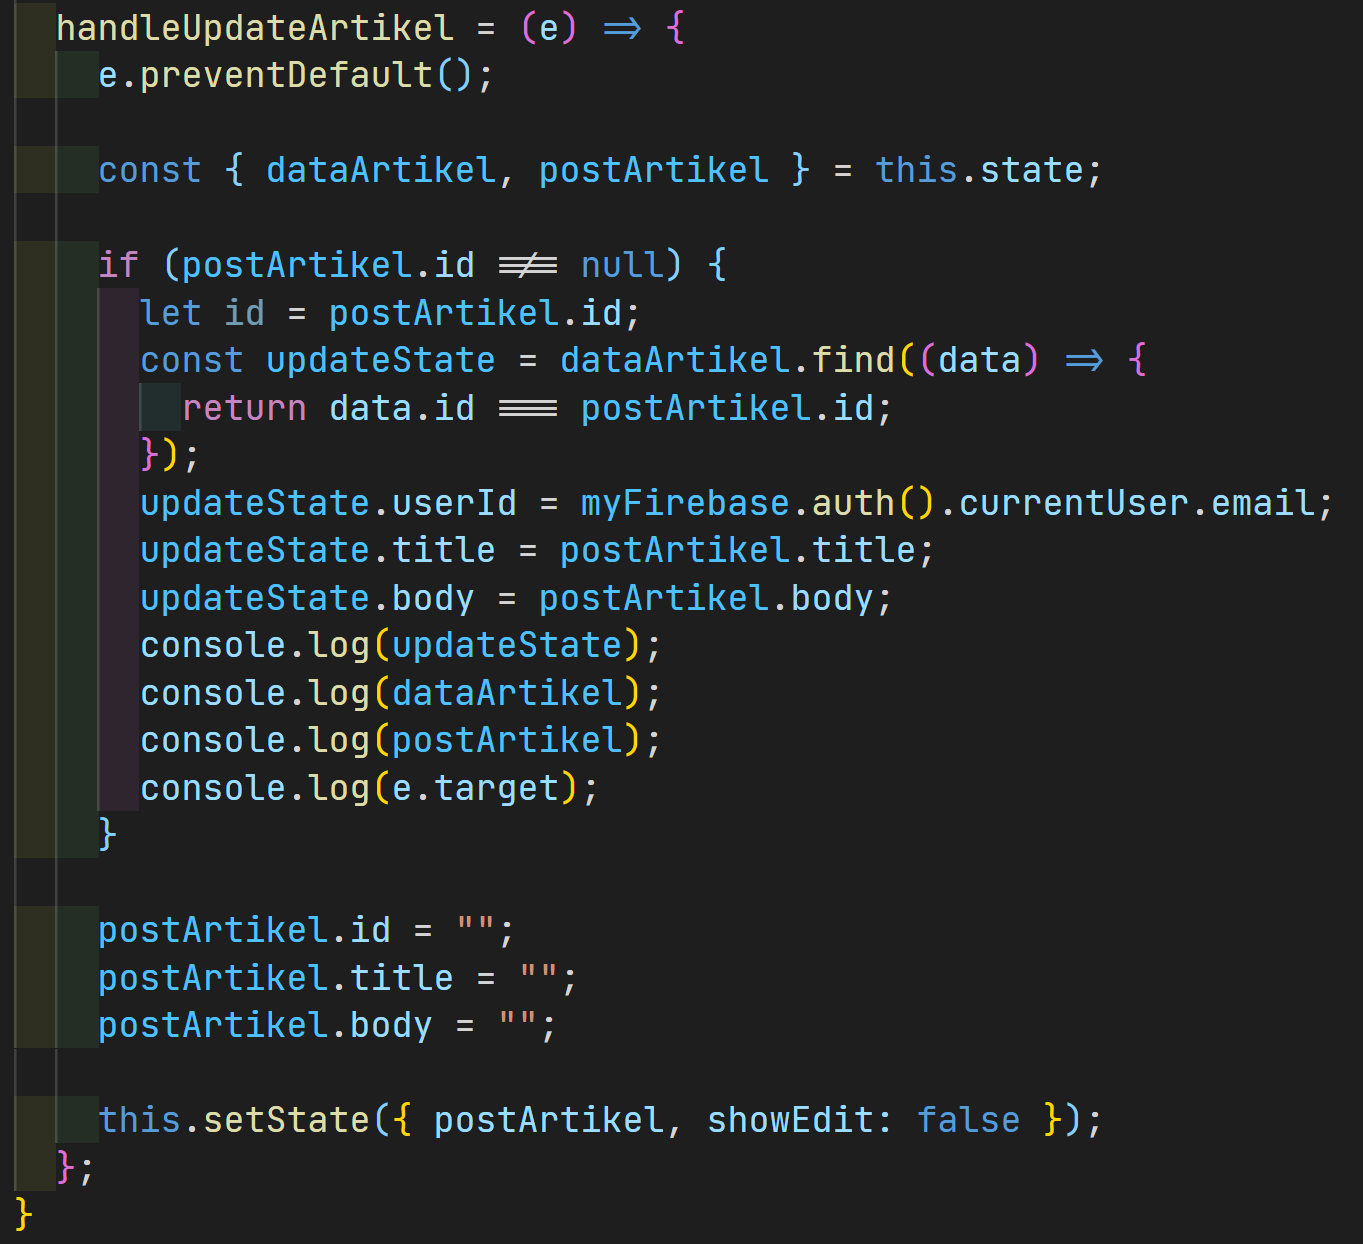 handleUpdateArtikel = (e) => {
e.preventDefault();
const { dataArtikel, postArtikel } = this.state;
if (postArtikel.id !== null) {
let id = postArtikel.id;
const updateState = dataArtikel.find((data) => {
return data.id === postArtikel.id;
});
updateState.userId = myFirebase.auth().currentUser.email;
updateState.title = postArtikel.title;
updateState.body = postArtikel.body;
console.log(updateState);
console.log(dataArtikel);
console.log(postArtikel);
console.log(e.target);
}
postArtikel.id = "";
postArtikel.title = "";
postArtikel.body = "";
this.setState({ postArtikel, showEdit: false });
};
}